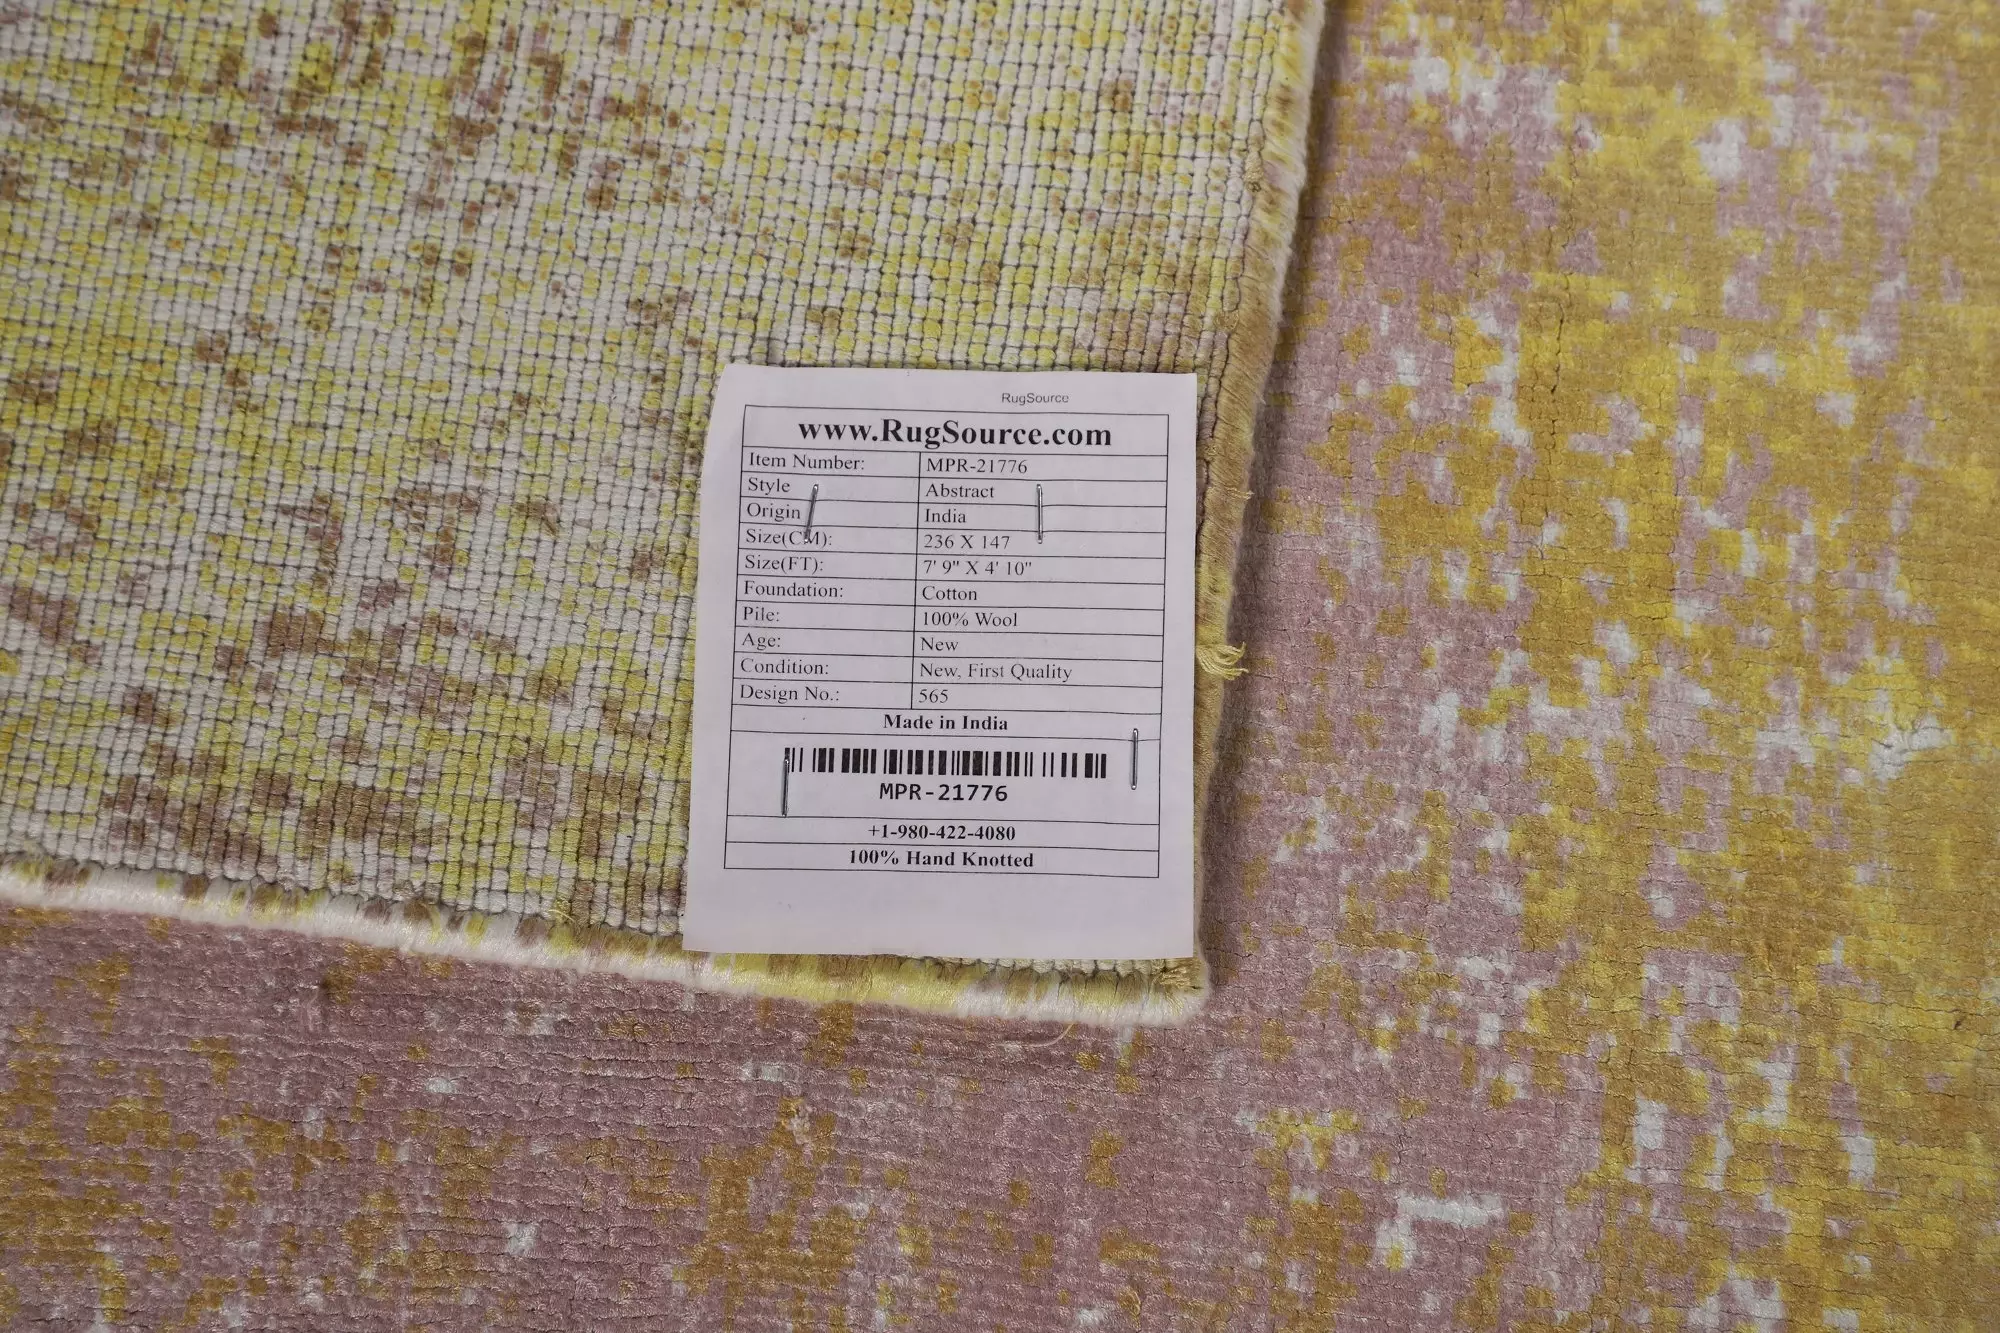 RugSource
www.RugSource.com
Item Number: MPR-21776
Style Abstract
Origin India
Size(CM): 236 X 147
Size(FT): 7' 9" X 4' 10"
Foundation: Cotton
Pile: 100% Wool
Age: New
Condition: New, First Quality
Design No.: 565
Made in India
MPR-21776
+1-980-422-4080
100% Hand Knotted